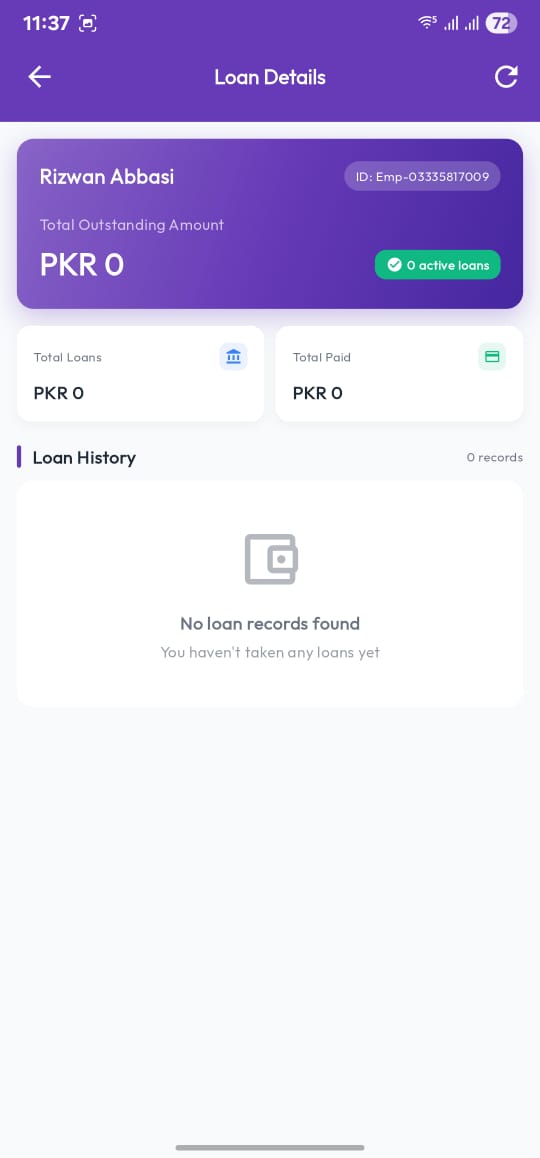 11:37
5
72
Loan Details
Rizwan Abbasi
ID: Emp-03335817009
Total Outstanding Amount
PKR 0
0 active loans
Total Loans
PKR 0
Total Paid
PKR 0
Loan History
0 records
No loan records found
You haven't taken any loans yet